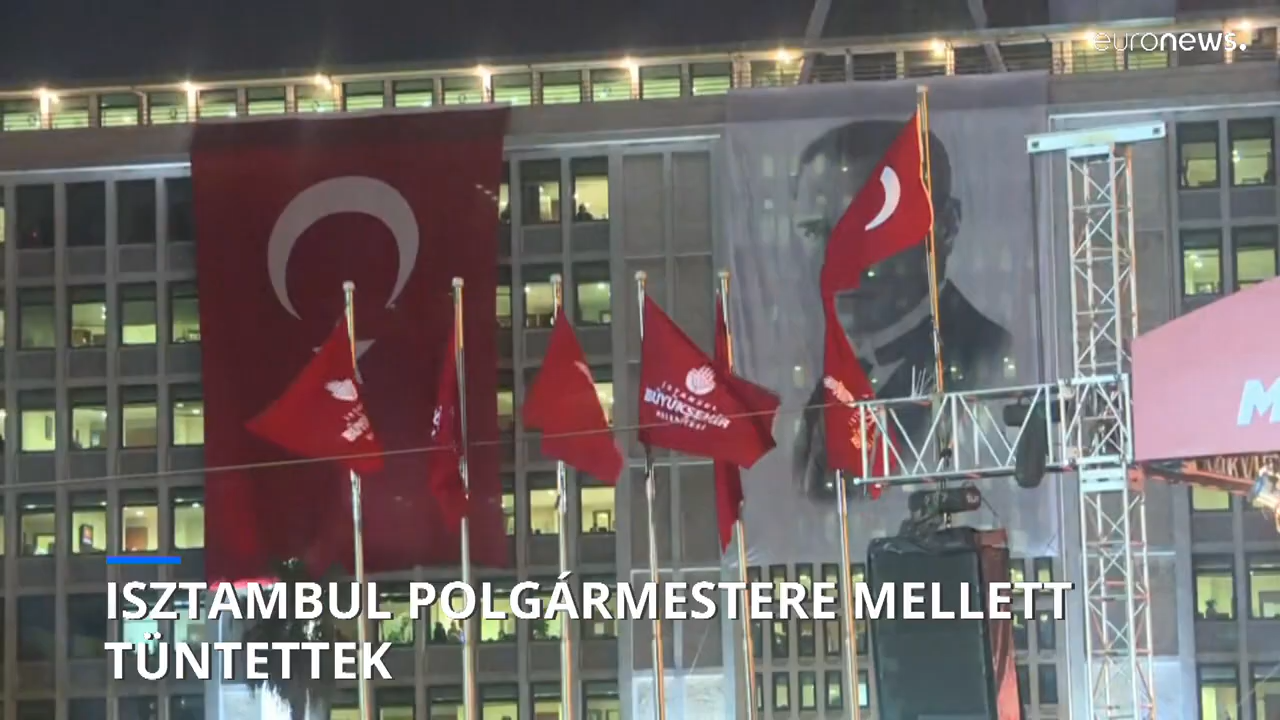 euronews.
İSTANBUL
BÜYÜKŞEHİR
BELEDİYESİ
M
ISZTAMBUL POLGÁRMESTERE MELLETT
TÜNTETTEK